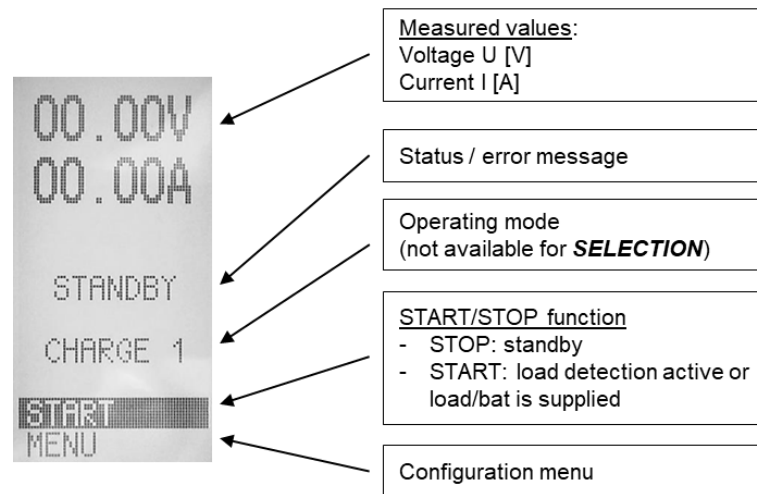 Measured values:
Voltage U [V]
Current I [A]
00.00V
00.00A
Status / error message
Operating mode
(not available for SELECTION)
STANDBY
CHARGE 1
START/STOP function
- STOP: standby
- START: load detection active or
load/bat is supplied
START
MENU
Configuration menu